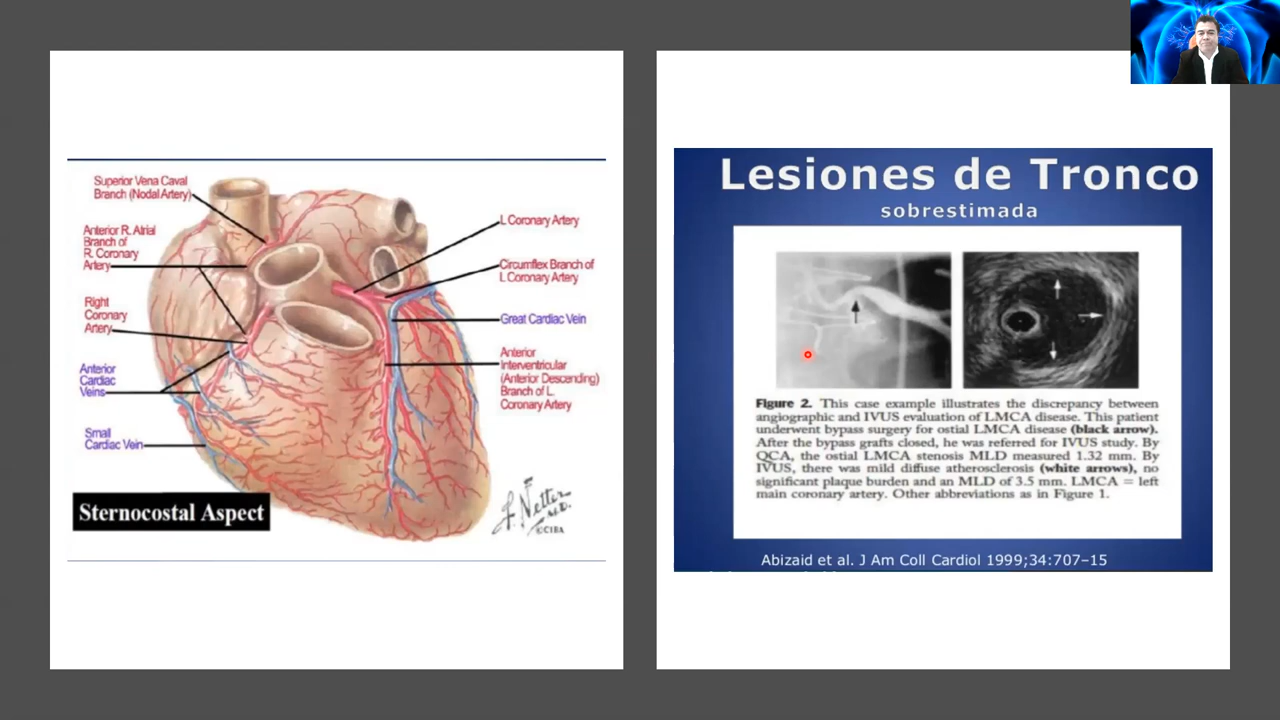 Superior Vena Caval
Branch (Nodal Artery)
Anterior R. Atrial
Branch of
R. Coronary
Artery
Right
Coronary
Artery
Anterior
Cardiac
Veins
Small
Cardiac Vein
L Coronary Artery
Circumflex Branch of
L Coronary Artery
Great Cardiac Vein
Anterior
Interventricular
(Anterior Descending)
Branch of L.
Coronary Artery
Sternocostal Aspect
F. Netter
M.D.
©CIBA
Lesiones de Tronco
sobrestimada
Figure 2. This case example illustrates the discrepancy between
angiographic and IVUS evaluation of LMCA disease. This patient
underwent bypass surgery for ostial LMCA disease (black arrow).
After the bypass grafts closed, he was referred for IVUS study. By
QCA, the ostial LMCA stenosis MLD measured 1.32 mm. By
IVUS, there was mild diffuse atherosclerosis (white arrows), no
significant plaque burden and an MLD of 3.5 mm. LMCA = left
main coronary artery. Other abbreviations as in Figure 1.
Abizaid et al. J Am Coll Cardiol 1999;34:707–15